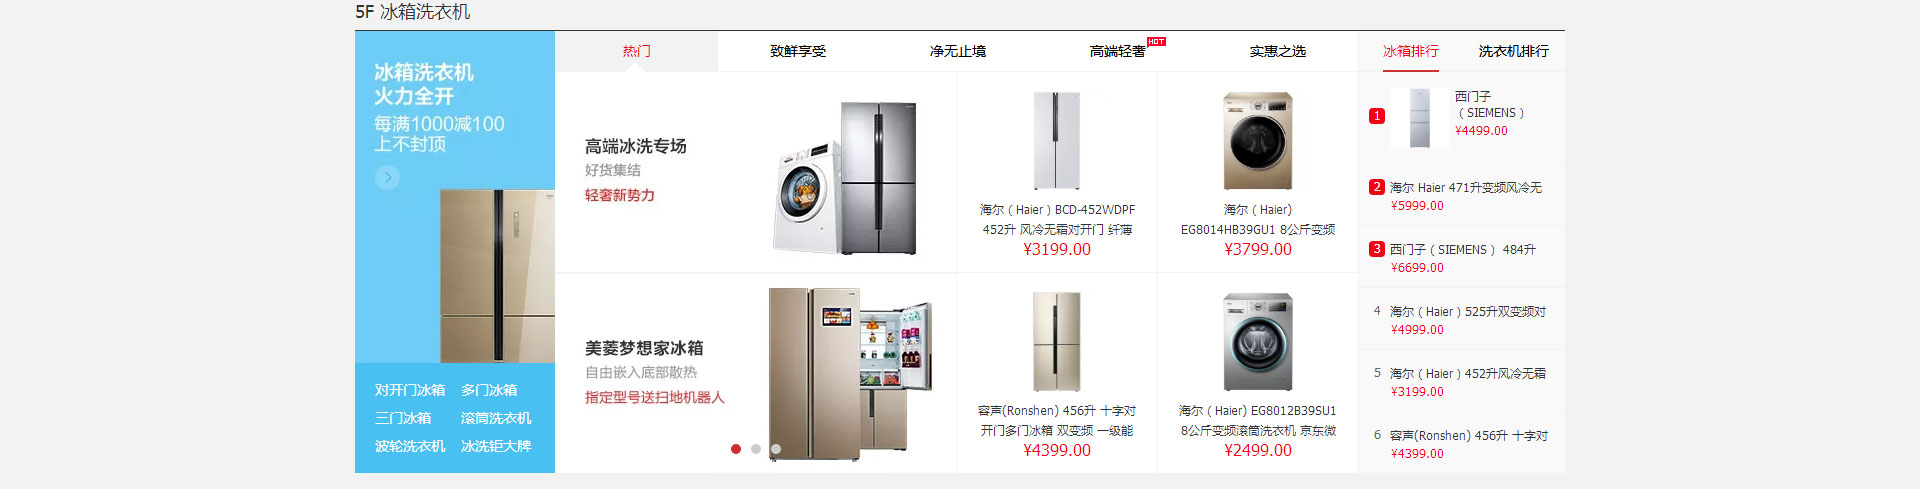 5F 冰箱洗衣机
冰箱洗衣机
火力全开
每满1000减100
上不封顶
对开门冰箱 多门冰箱
三门冰箱 滚筒洗衣机
波轮洗衣机 冰洗钜大牌
热门 致鲜享受 净无止境 高端轻奢 HOT 实惠之选
高端冰洗专场
好货集结
轻奢新势力
美菱梦想家冰箱
自由嵌入底部散热
指定型号送扫地机器人
海尔（Haier）BCD-452WDPF
452升 风冷无霜对开门 纤薄
¥3199.00
海尔（Haier)
EG8014HB39GU1 8公斤变频
¥3799.00
容声(Ronshen) 456升 十字对
开门多门冰箱 双变频 一级能
¥4399.00
海尔（Haier) EG8012B39SU1
8公斤变频滚筒洗衣机 京东微
¥2499.00
冰箱排行 洗衣机排行
1 西门子
（SIEMENS）
¥4499.00
2 海尔 Haier 471升变频风冷无
¥5999.00
3 西门子（SIEMENS） 484升
¥6699.00
4 海尔（Haier）525升双变频对
¥4999.00
5 海尔（Haier）452升风冷无霜
¥3199.00
6 容声(Ronshen) 456升 十字对
¥4399.00